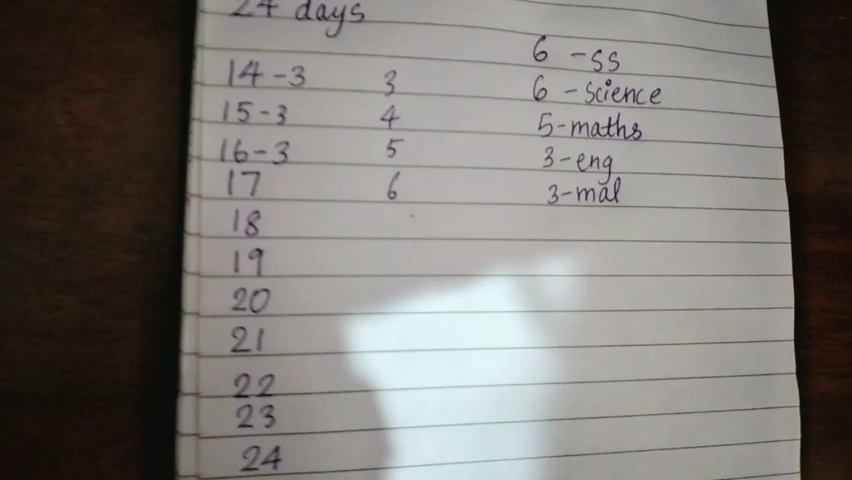 24 days
6 - SS
14 - 3 3 6 - science
15 - 3 4 5 - maths
16 - 3 5 3 - eng
17 6 3 - mal
18
19
20
21
22
23
24